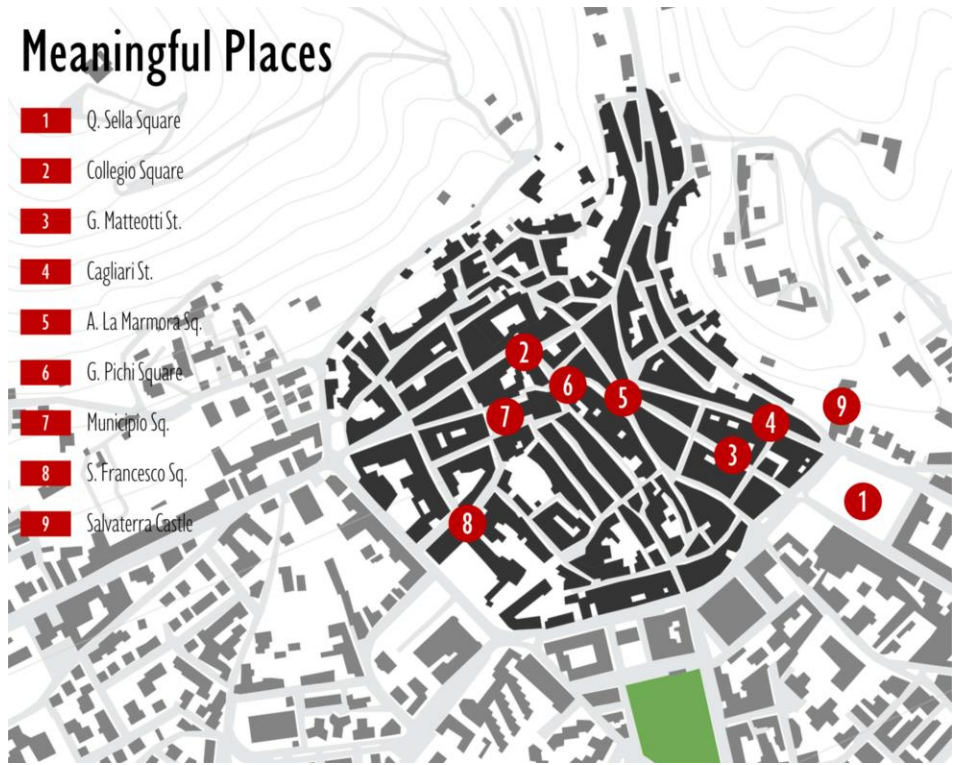 Meaningful Places
1 Q. Sella Square
2 Collegio Square
3 G. Matteotti St.
4 Cagliari St.
5 A. La Marmora Sq.
6 G. Pichi Square
7 Municipio Sq.
8 S. Francesco Sq.
9 Salvaterra Castle
2
6
5
7
9
4
3
1
8